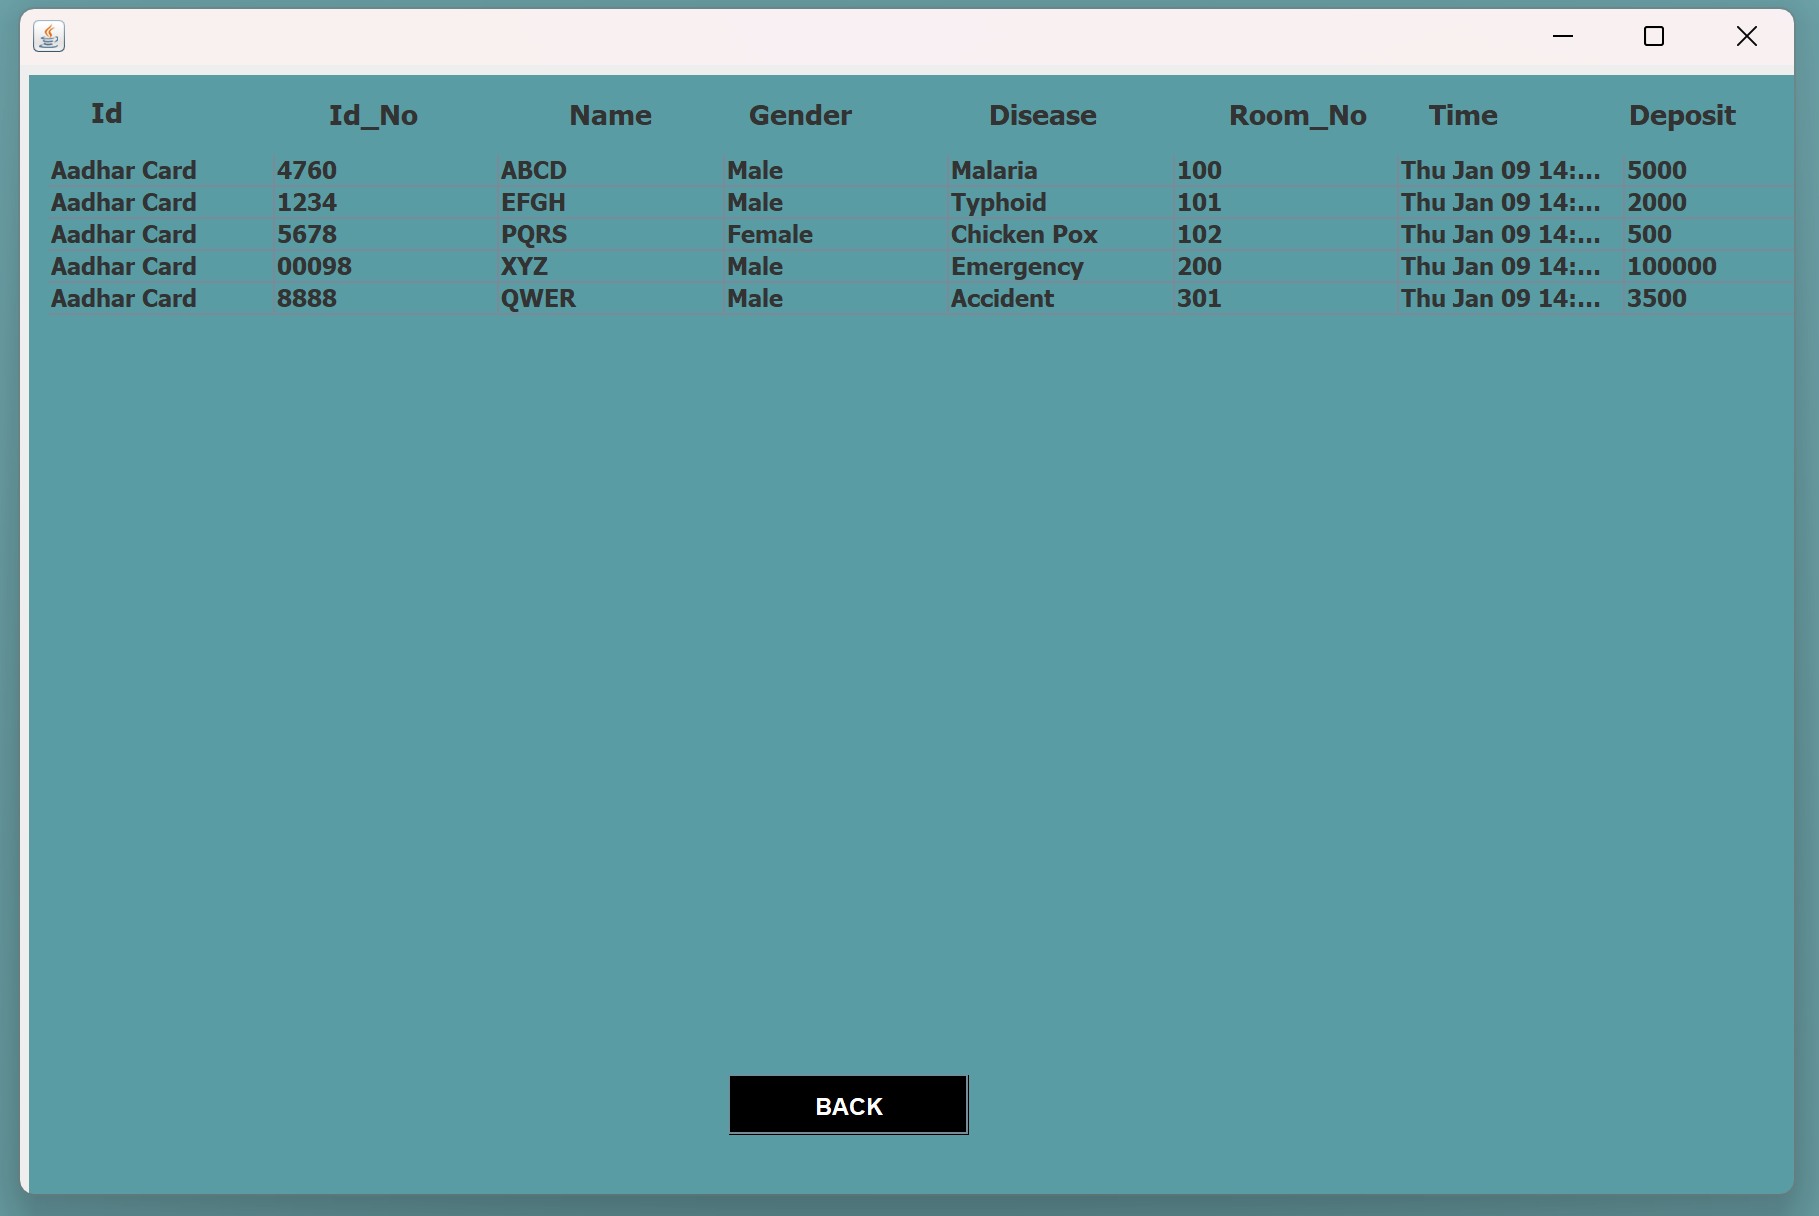 Id Id_No Name Gender Disease Room_No Time Deposit
Aadhar Card 4760 ABCD Male Malaria 100 Thu Jan 09 14:... 5000
Aadhar Card 1234 EFGH Male Typhoid 101 Thu Jan 09 14:... 2000
Aadhar Card 5678 PQRS Female Chicken Pox 102 Thu Jan 09 14:... 500
Aadhar Card 00098 XYZ Male Emergency 200 Thu Jan 09 14:... 100000
Aadhar Card 8888 QWER Male Accident 301 Thu Jan 09 14:... 3500
BACK